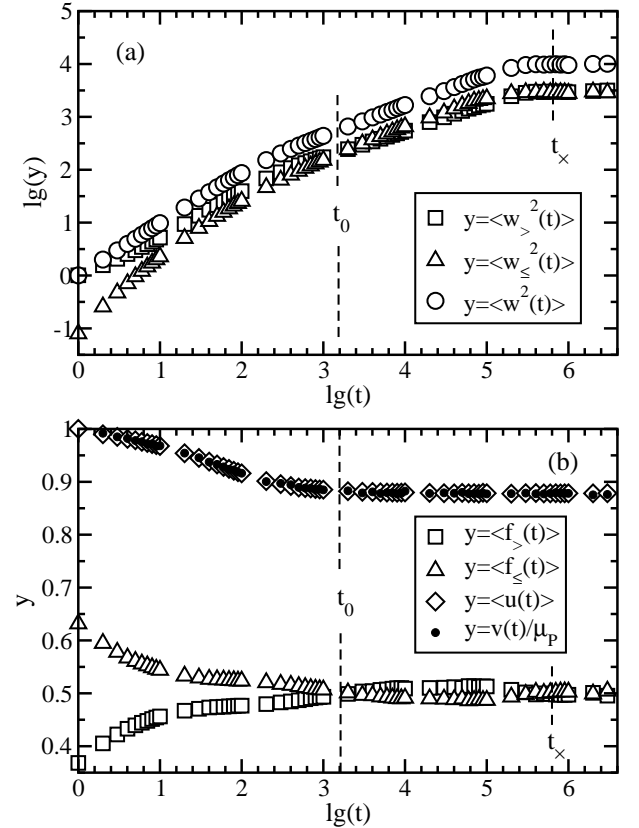 (a)
5
4
3
2
1
0
-1
lg(y)
t0
t×
y=<w>^2(t)>
y=<w≤^2(t)>
y=<w^2(t)>
0 1 2 3 4 5 6
lg(t)
(b)
1
0.9
0.8
0.7
0.6
0.5
0.4
y
y=<f>(t)>
y=<f≤(t)>
y=<u(t)>
y=v(t)/μP
t0
t×
0 1 2 3 4 5 6
lg(t)